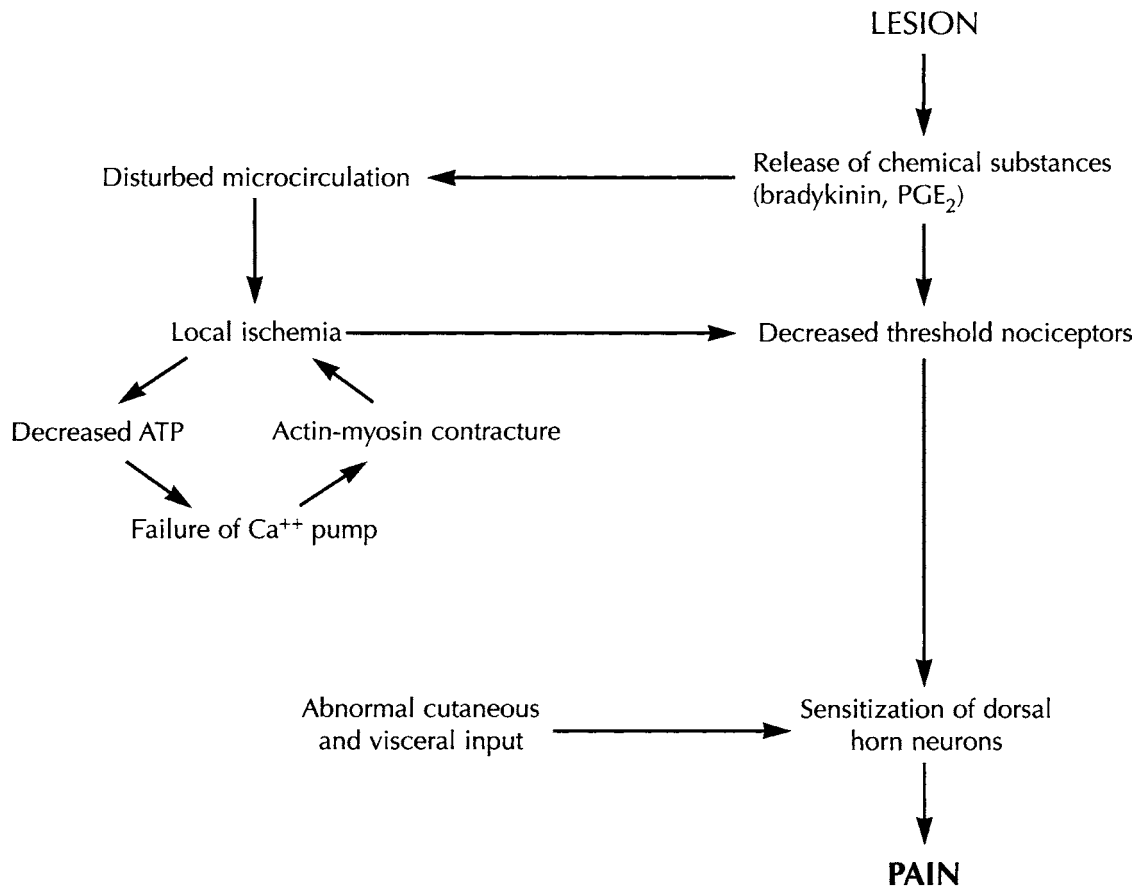 LESION
Disturbed microcirculation
Release of chemical substances
(bradykinin, PGE₂)
Local ischemia
Decreased threshold nociceptors
Decreased ATP
Actin-myosin contracture
Failure of Ca⁺⁺ pump
Abnormal cutaneous
and visceral input
Sensitization of dorsal
horn neurons
PAIN